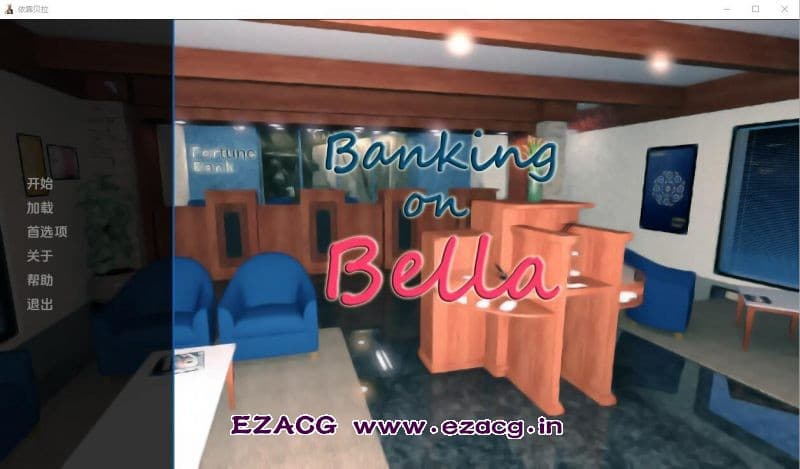 依靠贝拉
Fortune
Bank
Banking
on
Bella
开始
加载
首选项
关于
帮助
退出
EZACG www.ezacg.in